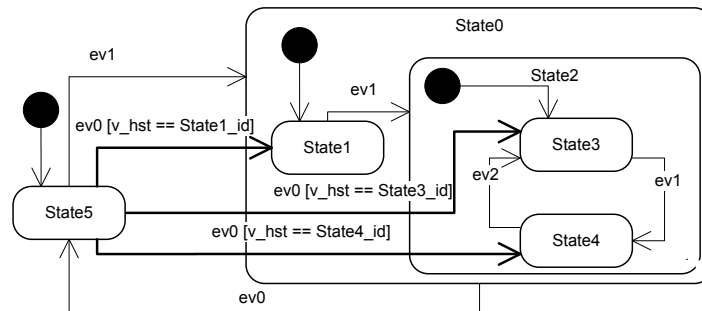 State0
ev1
State2
ev1
ev0 [v_hst == State1_id]
State1
State3
ev0 [v_hst == State3_id]
ev2
ev1
State5
ev0 [v_hst == State4_id]
State4
ev0